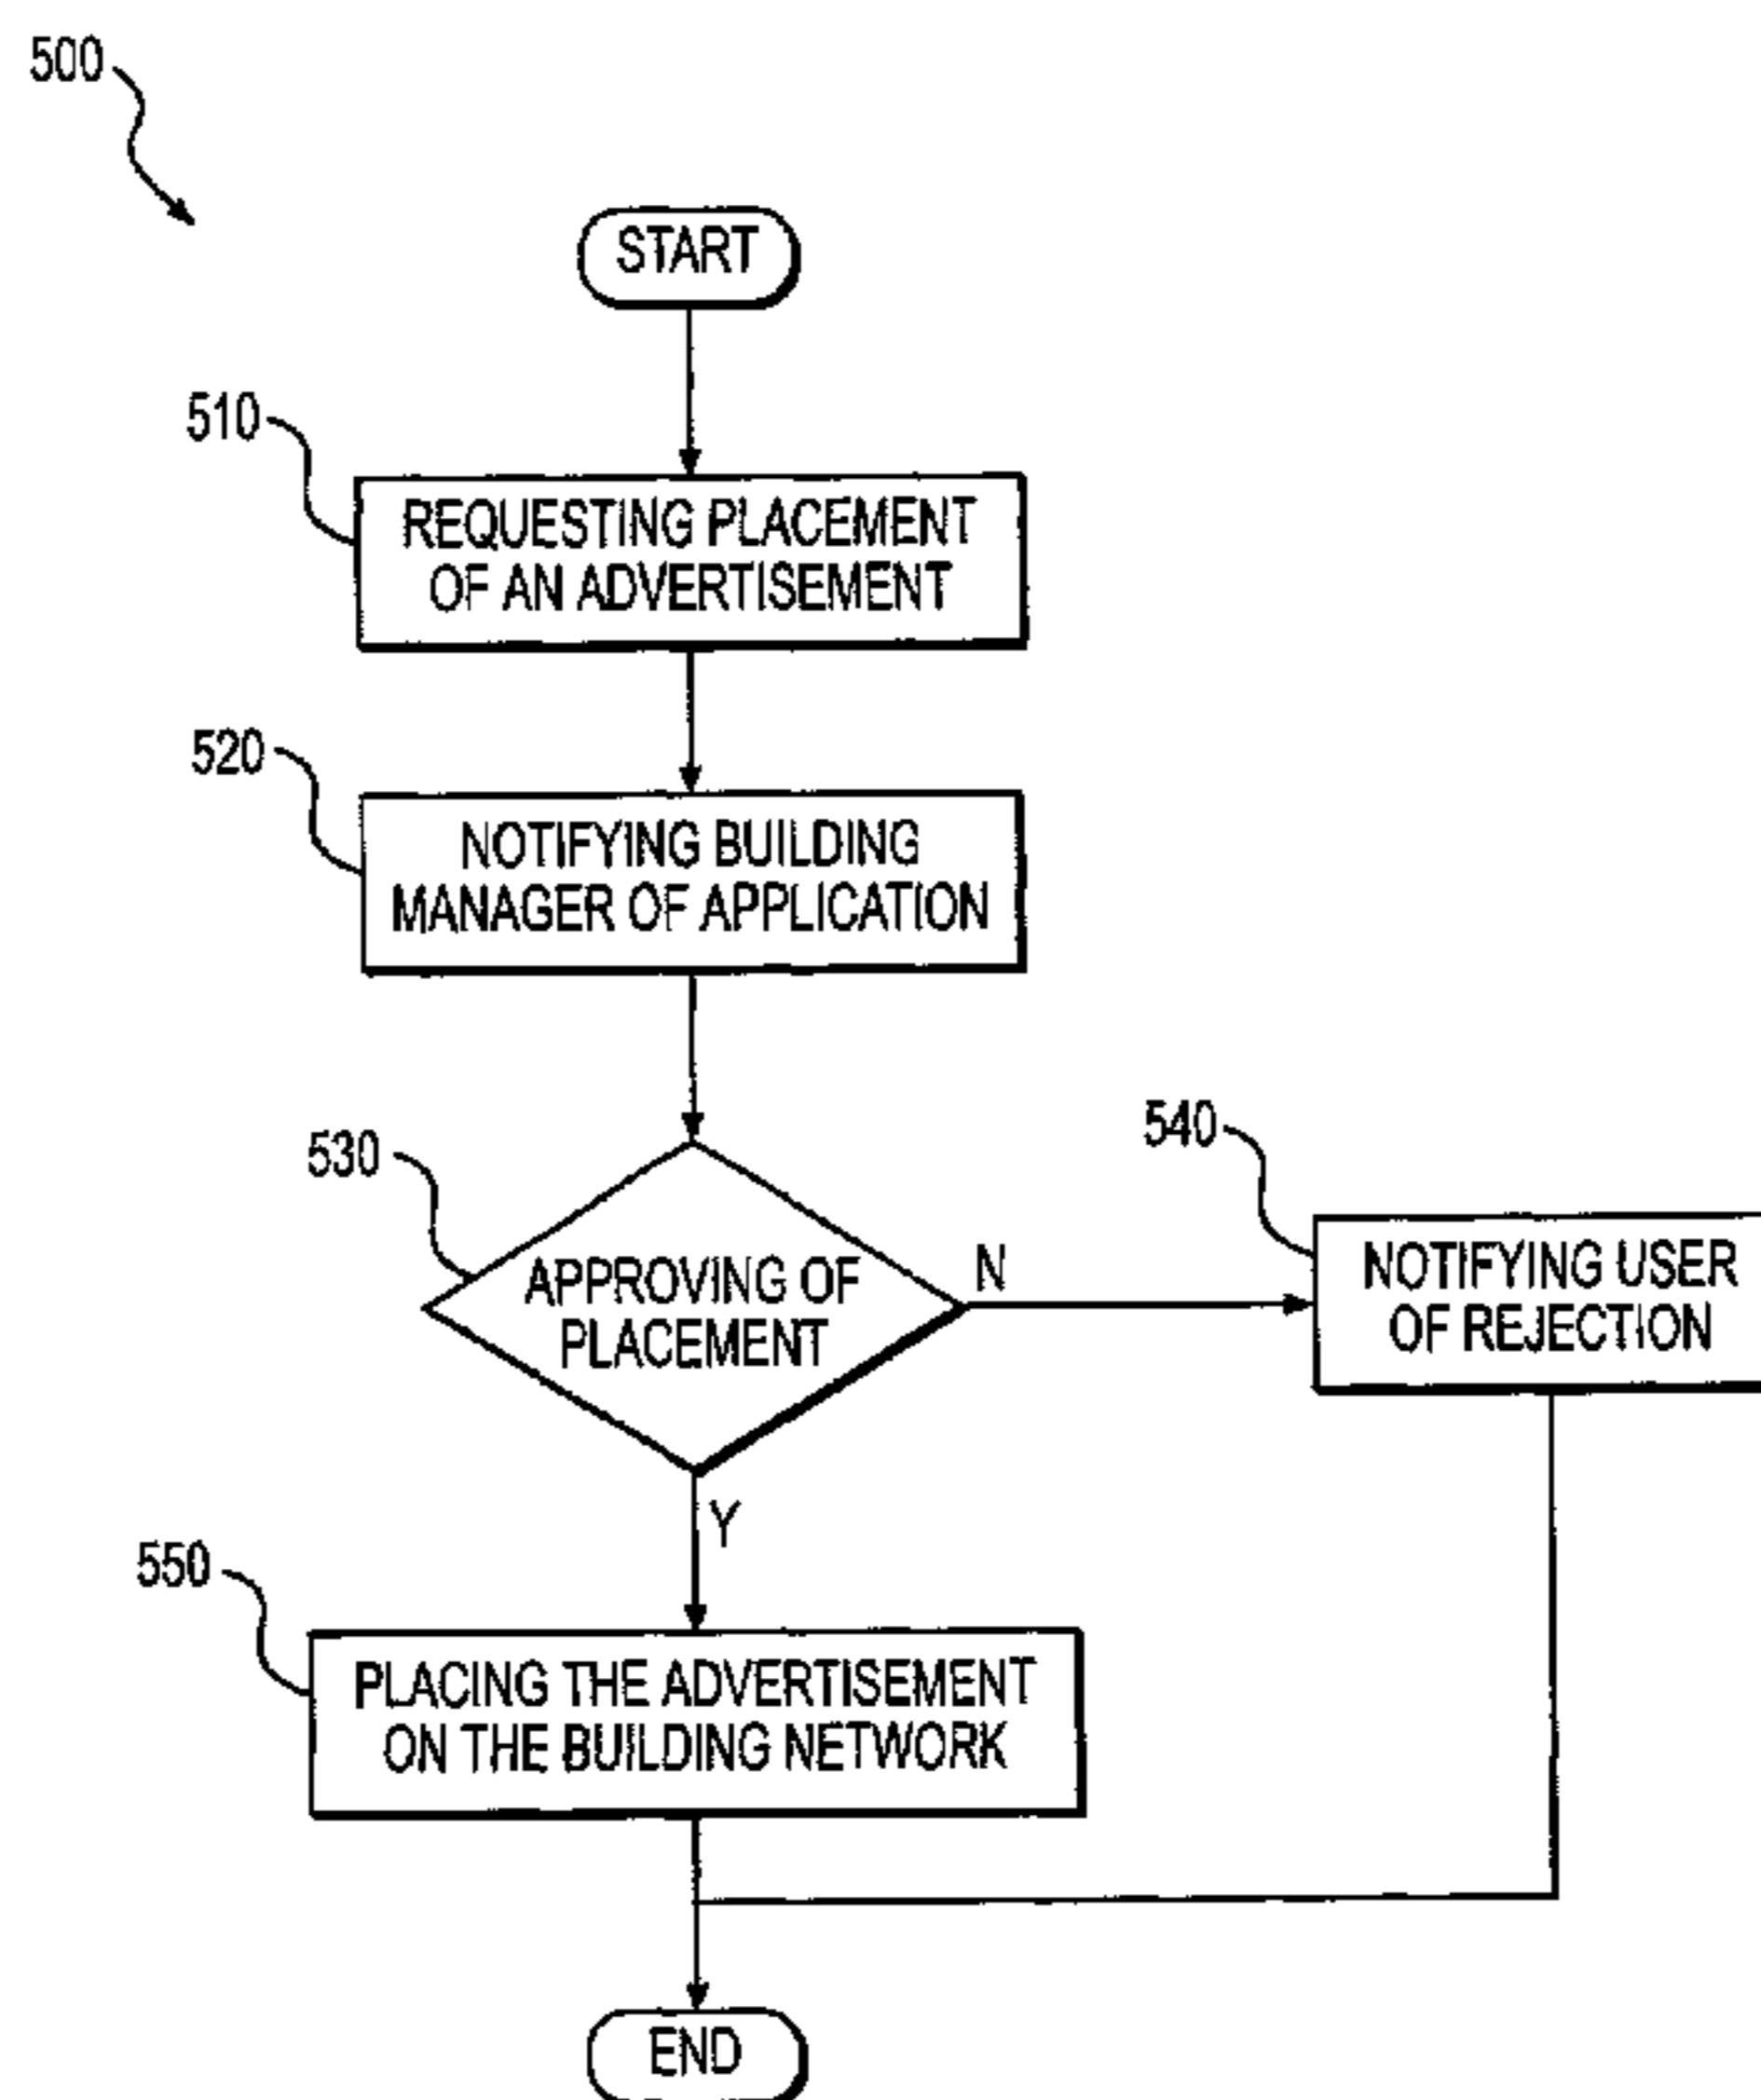 500
START
510
REQUESTING PLACEMENT
OF AN ADVERTISEMENT
520
NOTIFYING BUILDING
MANAGER OF APPLICATION
530
APPROVING OF
PLACEMENT
N
540
NOTIFYING USER
OF REJECTION
Y
550
PLACING THE ADVERTISEMENT
ON THE BUILDING NETWORK
END